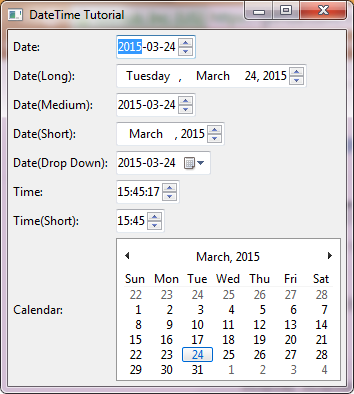 DateTime Tutorial
Date: 2015-03-24
Date(Long): Tuesday , March 24, 2015
Date(Medium): 2015-03-24
Date(Short): March , 2015
Date(Drop Down): 2015-03-24
Time: 15:45:17
Time(Short): 15:45
Calendar:
March, 2015
Sun Mon Tue Wed Thu Fri Sat
22 23 24 25 26 27 28
1 2 3 4 5 6 7
8 9 10 11 12 13 14
15 16 17 18 19 20 21
22 23 24 25 26 27 28
29 30 31 1 2 3 4